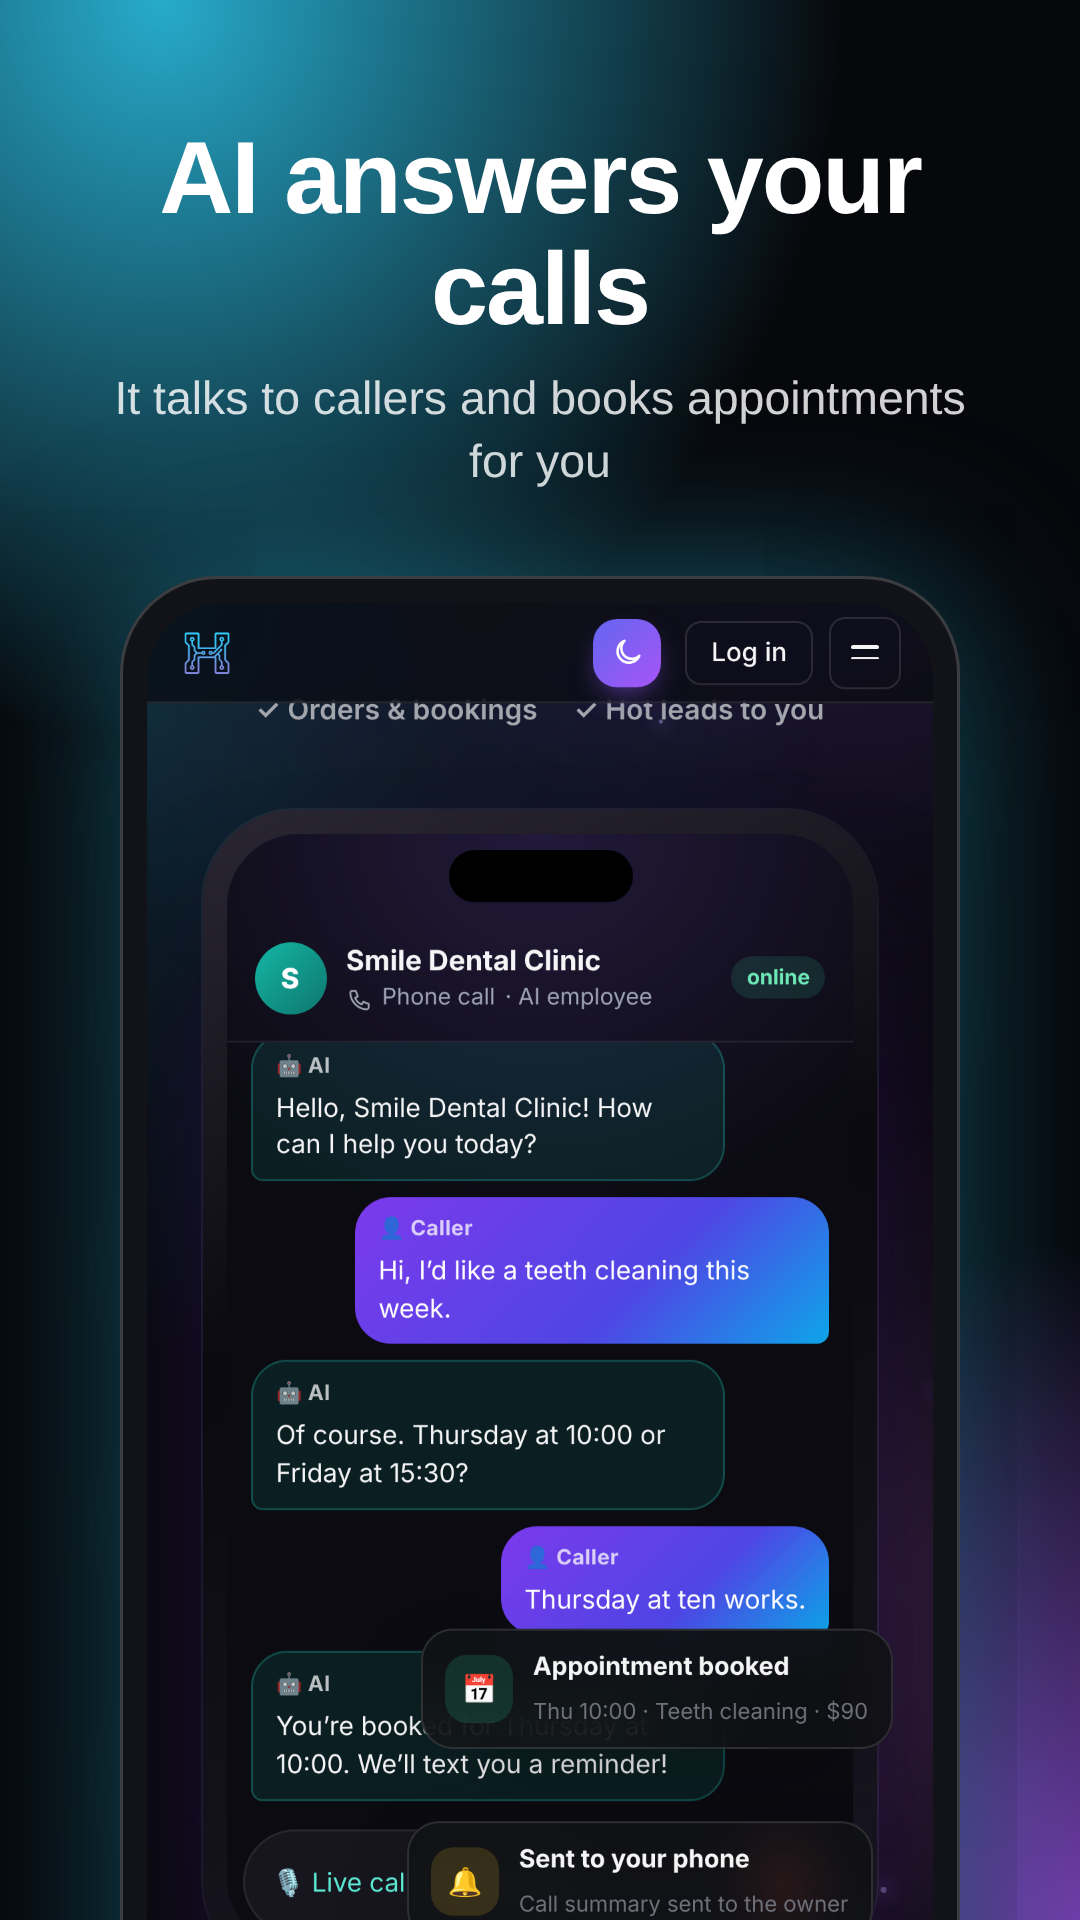 AI answers your
calls
It talks to callers and books appointments
for you
Log in
✓ Orders & bookings ✓ Hot leads to you
S
Smile Dental Clinic
Phone call · AI employee
online
🤖 AI
Hello, Smile Dental Clinic! How
can I help you today?
👤 Caller
Hi, I’d like a teeth cleaning this
week.
🤖 AI
Of course. Thursday at 10:00 or
Friday at 15:30?
👤 Caller
Thursday at ten works.
🤖 AI
You’re booked for Thursday at
10:00. We’ll text you a reminder!
Appointment booked
Thu 10:00 · Teeth cleaning · $90
🎙️ Live cal
Sent to your phone
Call summary sent to the owner